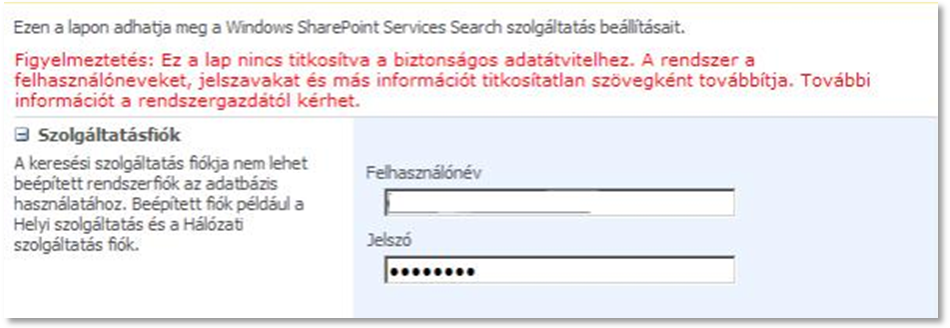 Ezen a lapon adhatja meg a Windows SharePoint Services Search szolgáltatás beállításait.
Figyelmeztetés: Ez a lap nincs titkosítva a biztonságos adatátvitelhez. A rendszer a
felhasználóneveket, jelszavakat és más információt titkosítatlan szövegként továbbítja. További
információt a rendszergazdától kérhet.
Szolgáltatásfiók
A keresési szolgáltatás fiókja nem lehet
beépített rendszerfiók az adatbázis
használatához. Beépített fiók például a
Helyi szolgáltatás és a Hálózati
szolgáltatás fiók.
Felhasználónév
Jelszó
●●●●●●●●